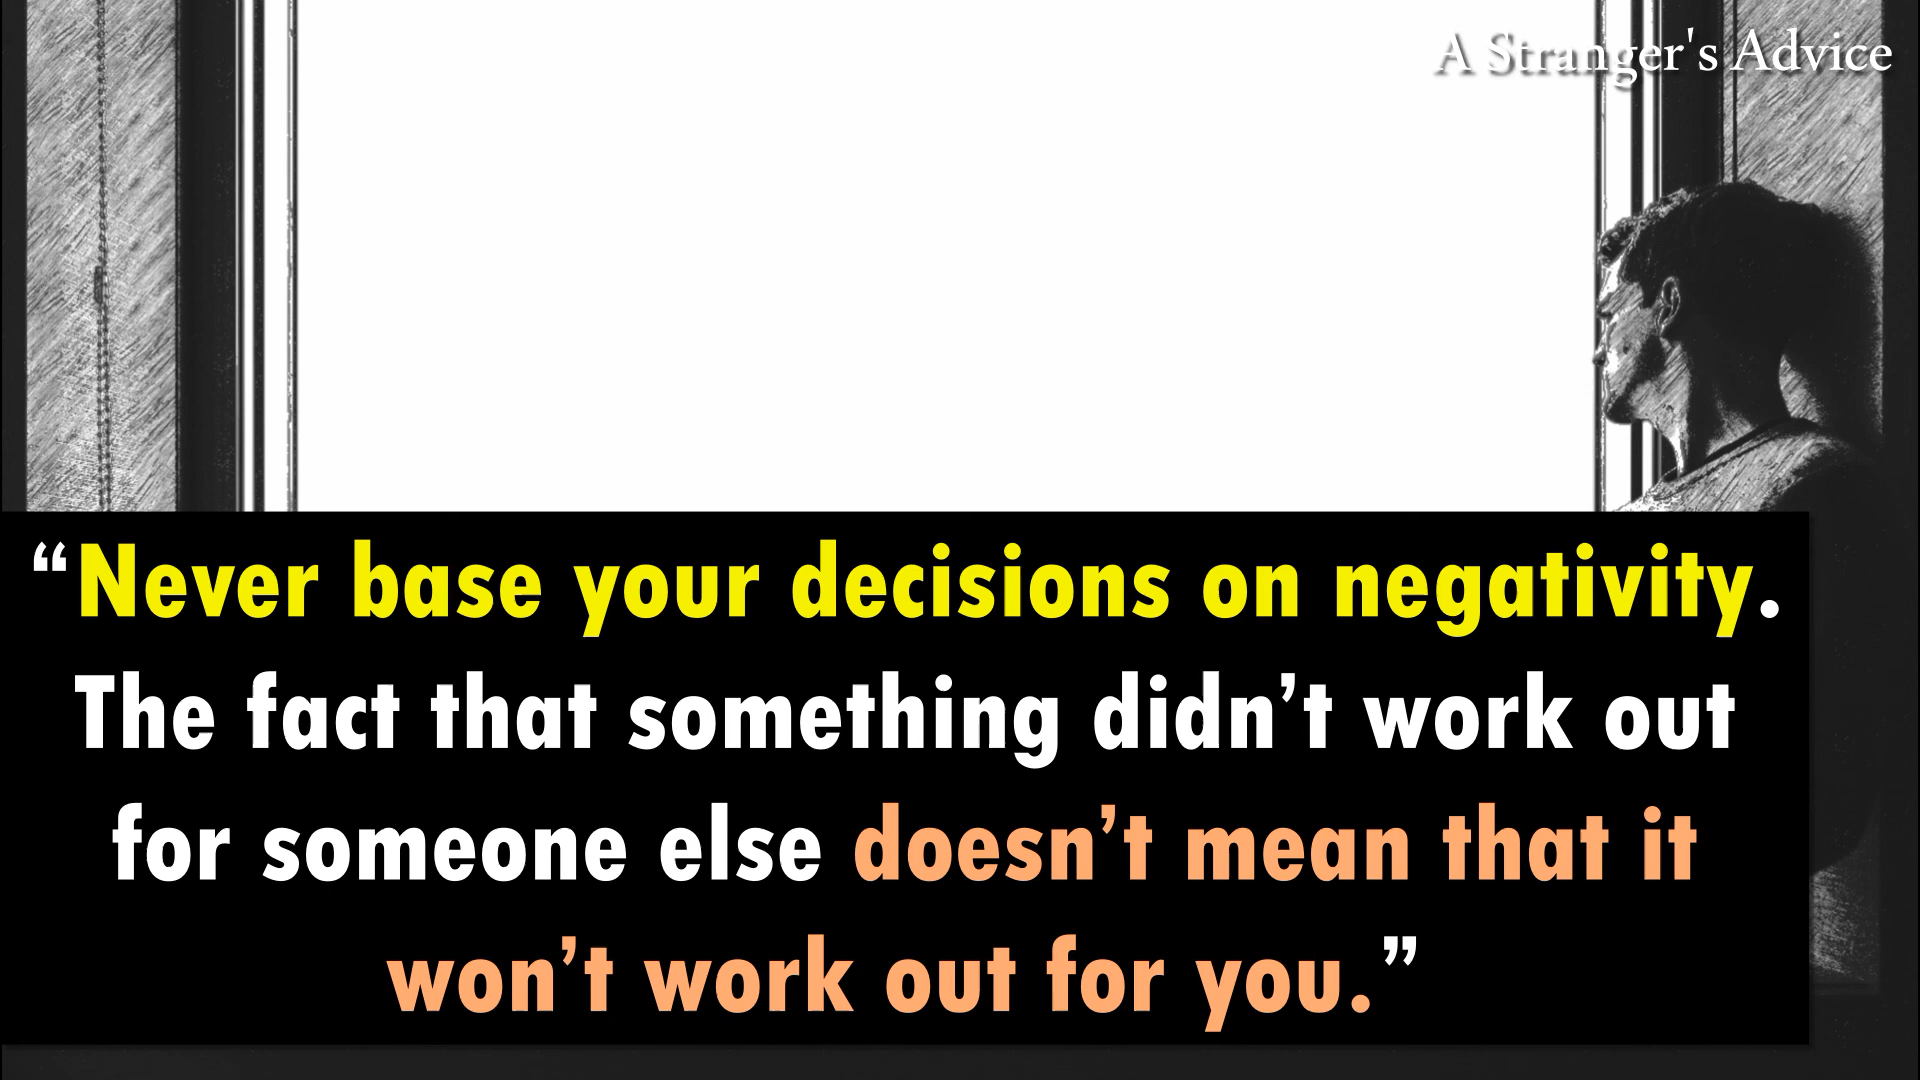 A Stranger's Advice
“Never base your decisions on negativity.
The fact that something didn’t work out
for someone else doesn’t mean that it
won’t work out for you.”